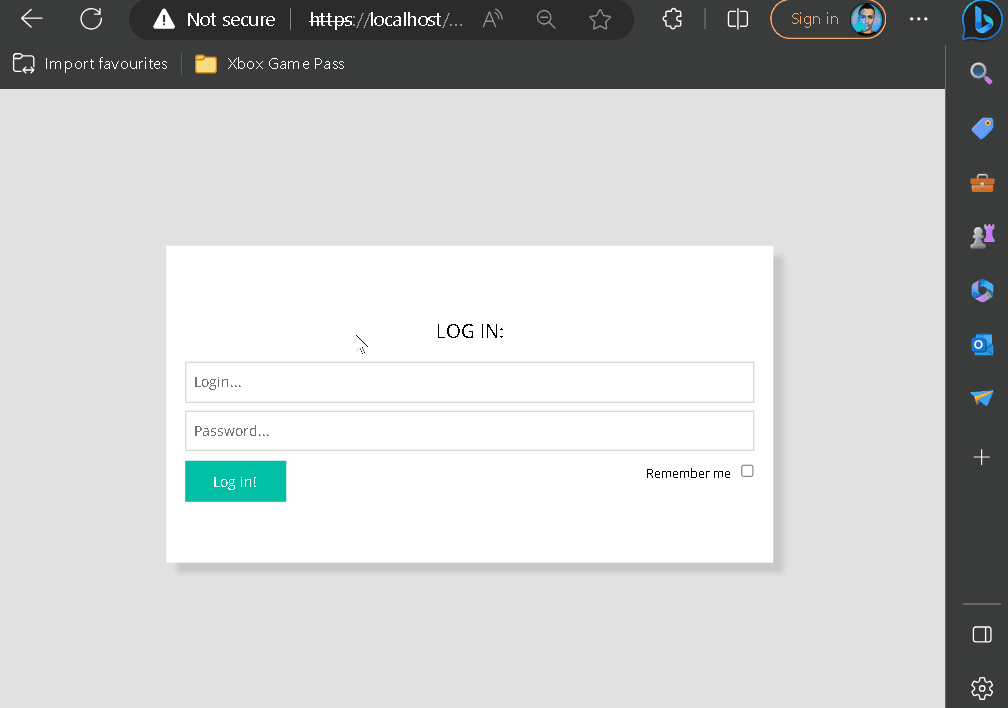 Not secure https://localhost/... A Sign in
Import favourites Xbox Game Pass
LOG IN:
Login...
Password...
Log in! Remember me